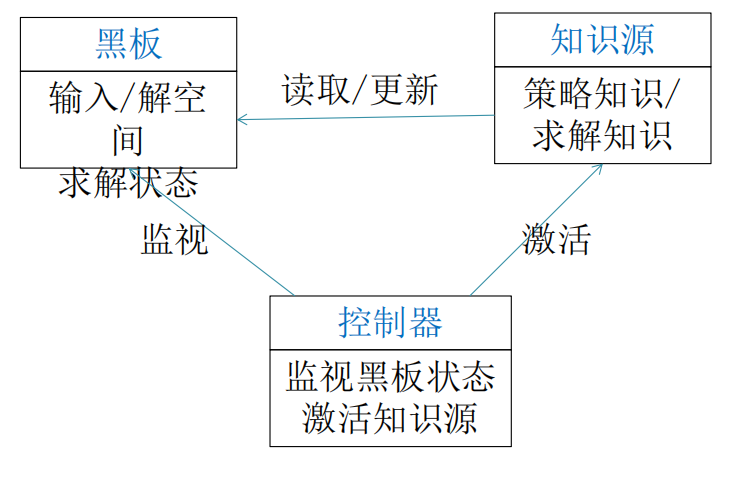 黑板
输入/解空
间
求解状态
读取/更新
知识源
策略知识/
求解知识
监视
激活
控制器
监视黑板状态
激活知识源